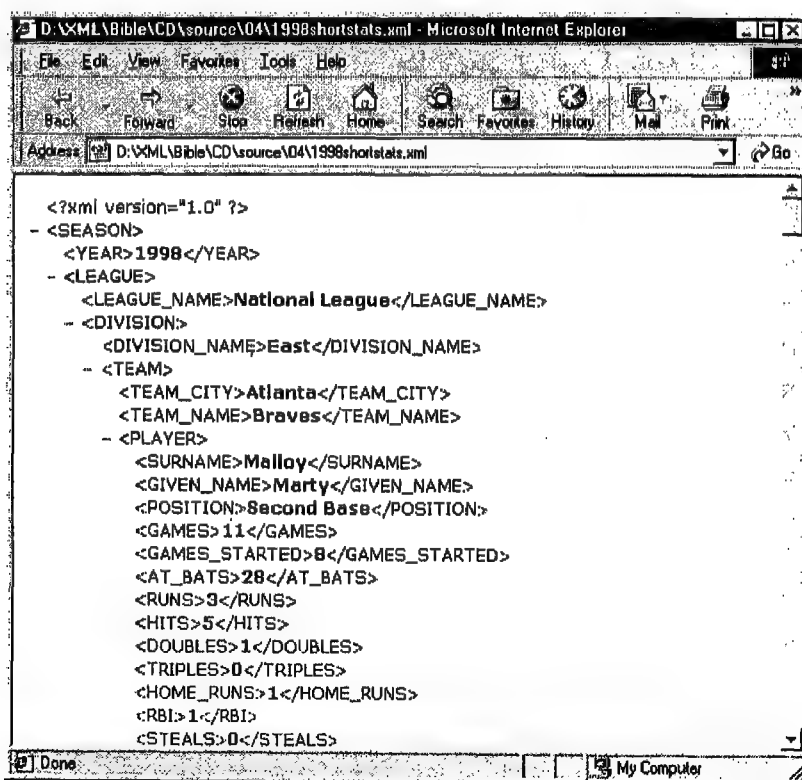 D:\XML\Bible\CD\source\04\1998shortstats.xml - Microsoft Internet Explorer
File Edit View Favorites Tools Help
Back Forward Stop Refresh Home Search Favorites History Mail Print »
Address D:\XML\Bible\CD\source\04\1998shortstats.xml Go
<?xml version="1.0" ?>
- <SEASON>
<YEAR>1998</YEAR>
- <LEAGUE>
<LEAGUE_NAME>National League</LEAGUE_NAME>
- <DIVISION>
<DIVISION_NAME>East</DIVISION_NAME>
- <TEAM>
<TEAM_CITY>Atlanta</TEAM_CITY>
<TEAM_NAME>Braves</TEAM_NAME>
- <PLAYER>
<SURNAME>Malloy</SURNAME>
<GIVEN_NAME>Marty</GIVEN_NAME>
<POSITION>Second Base</POSITION>
<GAMES>11</GAMES>
<GAMES_STARTED>8</GAMES_STARTED>
<AT_BATS>28</AT_BATS>
<RUNS>3</RUNS>
<HITS>5</HITS>
<DOUBLES>1</DOUBLES>
<TRIPLES>0</TRIPLES>
<HOME_RUNS>1</HOME_RUNS>
<RBI>1</RBI>
<STEALS>0</STEALS>
Done My Computer